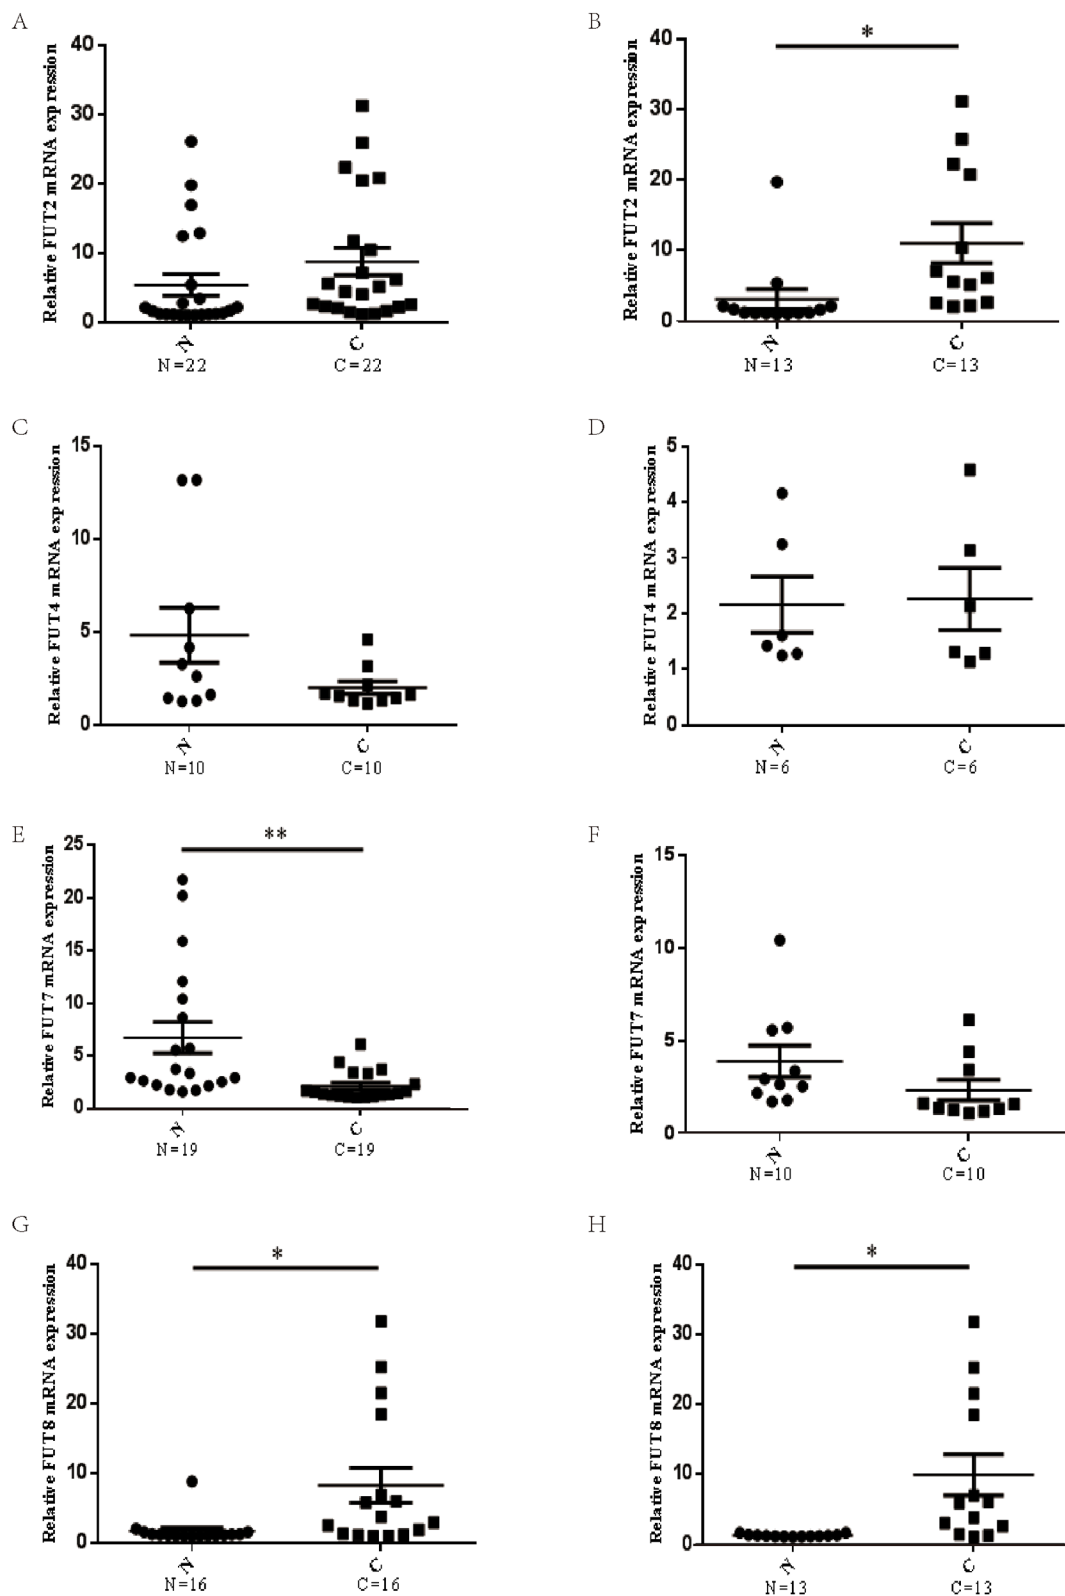 A
Relative FUT2 mRNA expression
40
30
20
10
0
N
C
N=22
C=22
B
*
Relative FUT2 mRNA expression
40
30
20
10
0
N
C
N=13
C=13
C
Relative FUT4 mRNA expression
15
10
5
0
N
C
N=10
C=10
D
Relative FUT4 mRNA expression
5
4
3
2
1
0
N
C
N=6
C=6
E
**
Relative FUT7 mRNA expression
25
20
15
10
5
0
N
C
N=19
C=19
F
Relative FUT7 mRNA expression
15
10
5
0
N
C
N=10
C=10
G
*
Relative FUT8 mRNA expression
40
30
20
10
0
N
C
N=16
C=16
H
*
Relative FUT8 mRNA expression
40
30
20
10
0
N
C
N=13
C=13